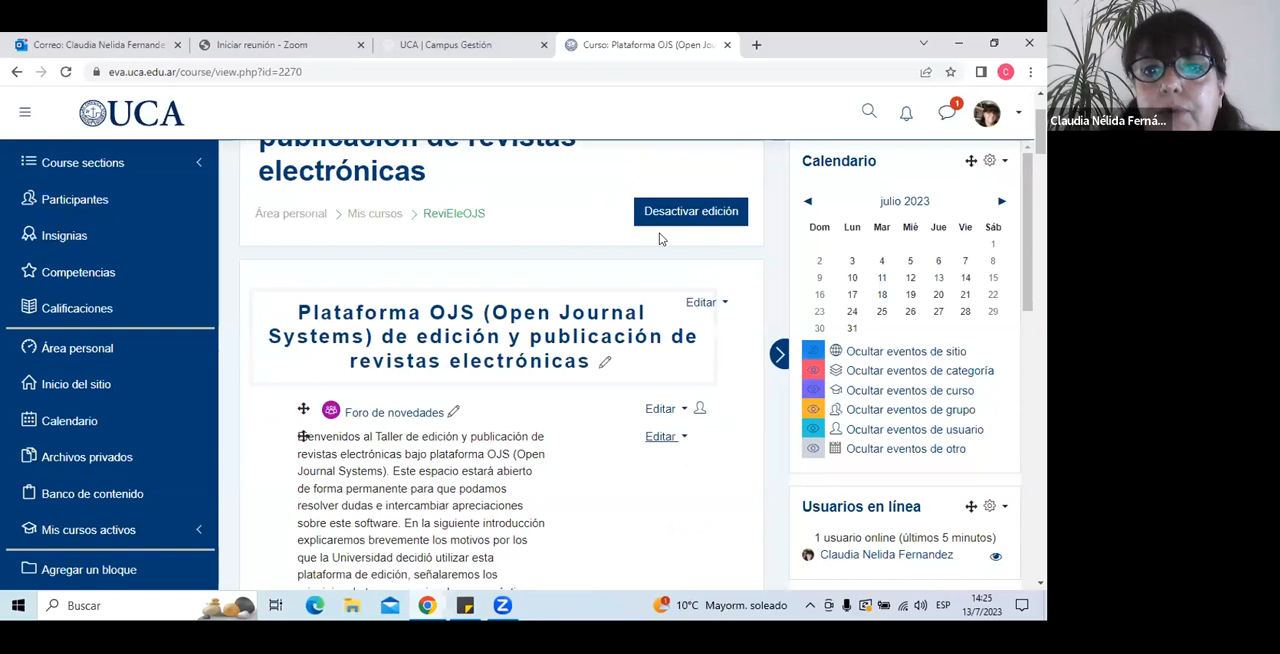 Correo: Claudia Nelida Fernande
Iniciar reunión - Zoom
UCA | Campus Gestión
Curso: Plataforma OJS (Open Jou
eva.uca.edu.ar/course/view.php?id=2270
C
UCA
1
Claudia Nélida Ferná...
Course sections
Participantes
Insignias
Competencias
Calificaciones
Área personal
Inicio del sitio
Calendario
Archivos privados
Banco de contenido
Mis cursos activos
Agregar un bloque
publicación de revistas
electrónicas
Área personal
Mis cursos
ReviEleOJS
Desactivar edición
Plataforma OJS (Open Journal
Systems) de edición y publicación de
revistas electrónicas
Editar
Foro de novedades
Editar
Editar
Bienvenidos al Taller de edición y publicación de
revistas electrónicas bajo plataforma OJS (Open
Journal Systems). Este espacio estará abierto
de forma permanente para que podamos
resolver dudas e intercambiar apreciaciones
sobre este software. En la siguiente introducción
explicaremos brevemente los motivos por los
que la Universidad decidió utilizar esta
plataforma de edición, señalaremos los
Calendario
julio 2023
Dom Lun Mar Mié Jue Vie Sáb
1
2 3 4 5 6 7 8
9 10 11 12 13 14 15
16 17 18 19 20 21 22
23 24 25 26 27 28 29
30 31
Ocultar eventos de sitio
Ocultar eventos de categoría
Ocultar eventos de curso
Ocultar eventos de grupo
Ocultar eventos de usuario
Ocultar eventos de otro
Usuarios en línea
1 usuario online (últimos 5 minutos)
Claudia Nelida Fernandez
Buscar
10°C Mayorm. soleado
ESP
14:25
13/7/2023